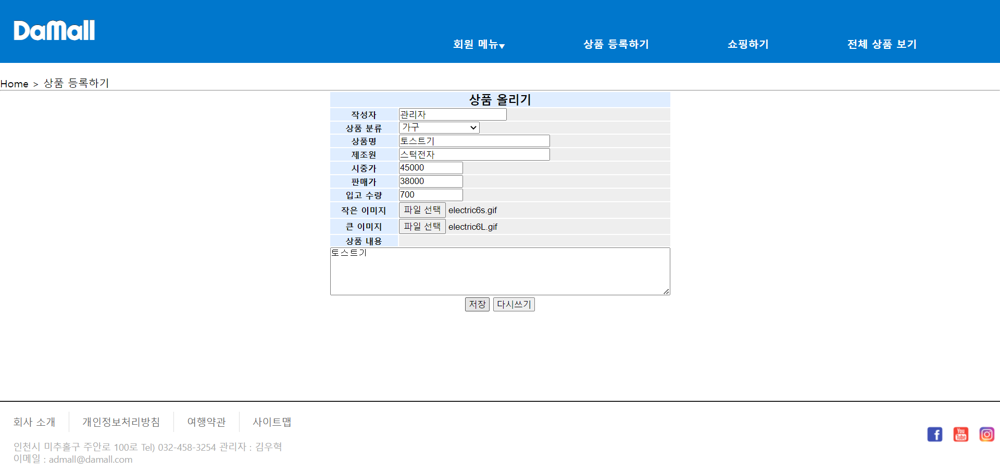 DaMall
회원 메뉴▼ 상품 등록하기 쇼핑하기 전체 상품 보기
Home > 상품 등록하기
상품 올리기
작성자 관리자
상품 분류 가구
상품명 토스트기
제조원 스턱전자
시중가 45000
판매가 38000
입고 수량 700
작은 이미지 파일 선택 electric6s.gif
큰 이미지 파일 선택 electric6L.gif
상품 내용
토스트기
저장 다시쓰기
회사 소개 개인정보처리방침 여행약관 사이트맵
인천시 미추홀구 주안로 100로 Tel) 032-458-3254 관리자 : 김우혁
이메일 : admall@damall.com
You Tube